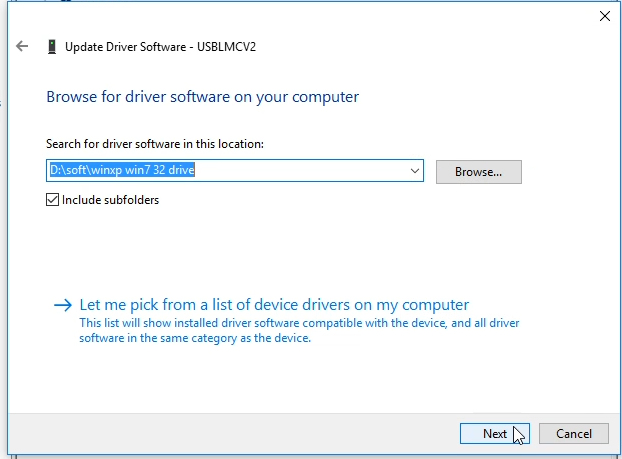 Update Driver Software - USBLMCV2
Browse for driver software on your computer
Search for driver software in this location:
D:\soft\winxp win7 32 drive
Browse...
Include subfolders
Let me pick from a list of device drivers on my computer
This list will show installed driver software compatible with the device, and all driver
software in the same category as the device.
Next
Cancel